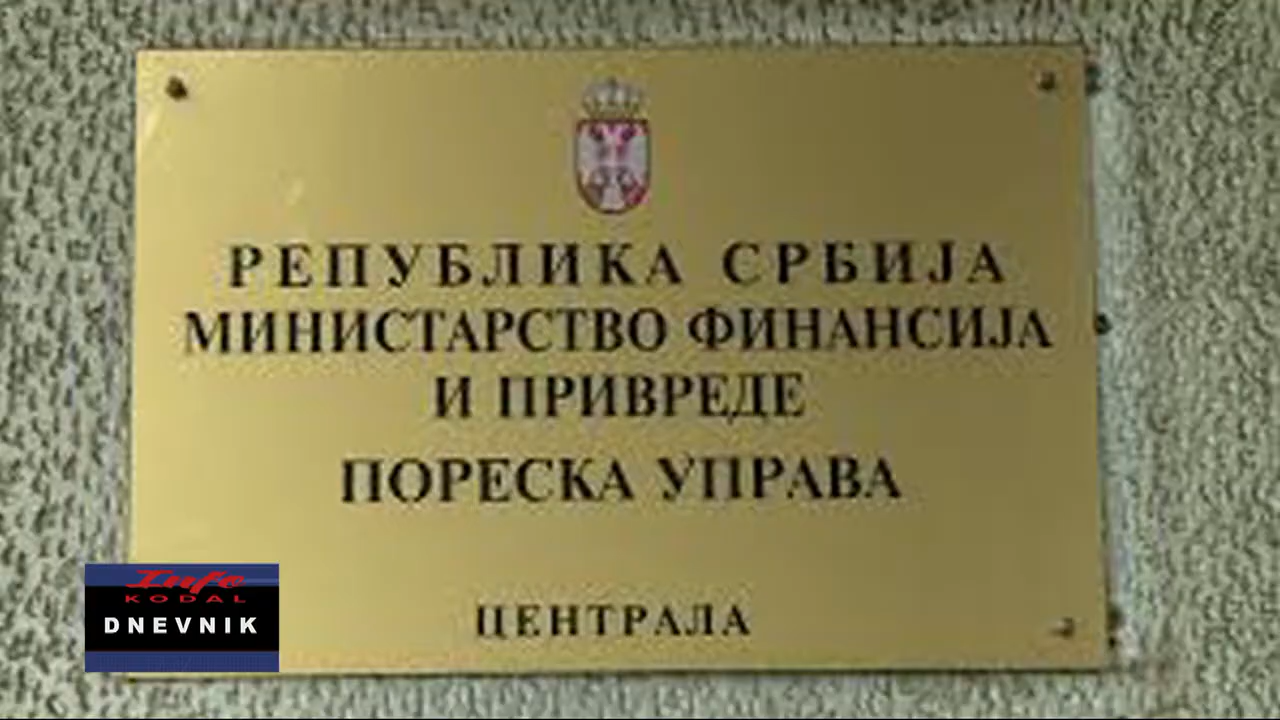 РЕПУБЛИКА СРБИЈА
МИНИСТАРСТВО ФИНАНСИЈА
И ПРИВРЕДЕ
ПОРЕСКА УПРАВА
ЦЕНТРАЛА
Info
KODAL
DNEVNIK